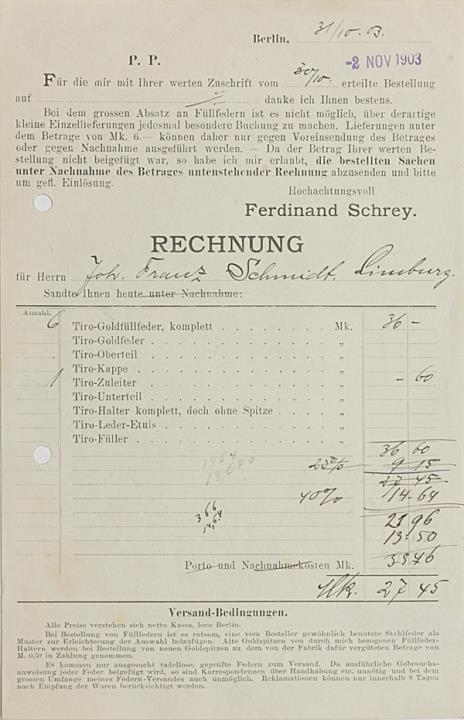 Berlin, 31/10.03.
-2 NOV 1903
P. P.
Für die mir mit Ihrer werten Zuschrift vom 30/10 erteilte Bestellung
auf danke ich Ihnen bestens.
Bei dem grossen Absatz an Füllfedern ist es nicht möglich, über derartige
kleine Einzellieferungen jedesmal besondere Buchung zu machen. Lieferungen unter
dem Betrage von Mk. 6.— können daher nur gegen Voreinsendung des Betrages
oder gegen Nachnahme ausgeführt werden. — Da der Betrag Ihrer werten Be-
stellung nicht beigefügt war, so habe ich mir erlaubt, die bestellten Sachen
unter Nachnahme des Betrages untenstehender Rechnung abzusenden und bitte
um gefl. Einlösung.
Hochachtungsvoll
Ferdinand Schrey.
RECHNUNG
für Herrn Joh. Franz Schmidt, Limburg.
Sandte Ihnen heute unter Nachnahme:
Anzahl.
6 Tiro-Goldfüllfeder, komplett . . . . . . . Mk. 36 –
Tiro-Goldfeder . . . . . . . . . . . „
Tiro-Oberteil . . . . . . . . . . . „
Tiro-Kappe . . . . . . . . . . . . „
1 Tiro-Zuleiter . . . . . . . . . . . „ – 60
Tiro-Unterteil . . . . . . . . . . . „
Tiro-Halter komplett, doch ohne Spitze . . . . „
Tiro-Leder-Etuis . . . . . . . . . . „
Tiro-Füller . . . . . . . . . . . . „
36 60
25% 9 15
27 45
40% 14.64
21 96
13.50
Porto und Nachnahmekosten Mk. 35 46
Mk. 27 45
Versand-Bedingungen.
Alle Preise verstehen sich netto Kassa, loco Berlin.
Bei Bestellung von Füllfedern ist es ratsam, eine vom Besteller gewöhnlich benutzte Stahlfeder als
Muster zur Erleichterung der Auswahl beizufügen. Alte Goldspitzen von durch mich bezogenen Füllfeder-
Haltern werden bei Bestellung von neuen Goldspitzen zu dem von der Fabrik dafür vergüteten Betrage von
M. 0,50 in Zahlung genommen.
Es kommen nur ausgesucht tadellose, geprüfte Federn zum Versand. Da ausführliche Gebrauchs-
anweisung jeder Feder beigefügt wird, so sind Korrespondenzen über Handhabung etc. unnötig und bei dem
grossen Umfange meines Federn-Versandes auch unmöglich. Reklamationen können nur innerhalb 8 Tagen
nach Empfang der Waren berücksichtigt werden.